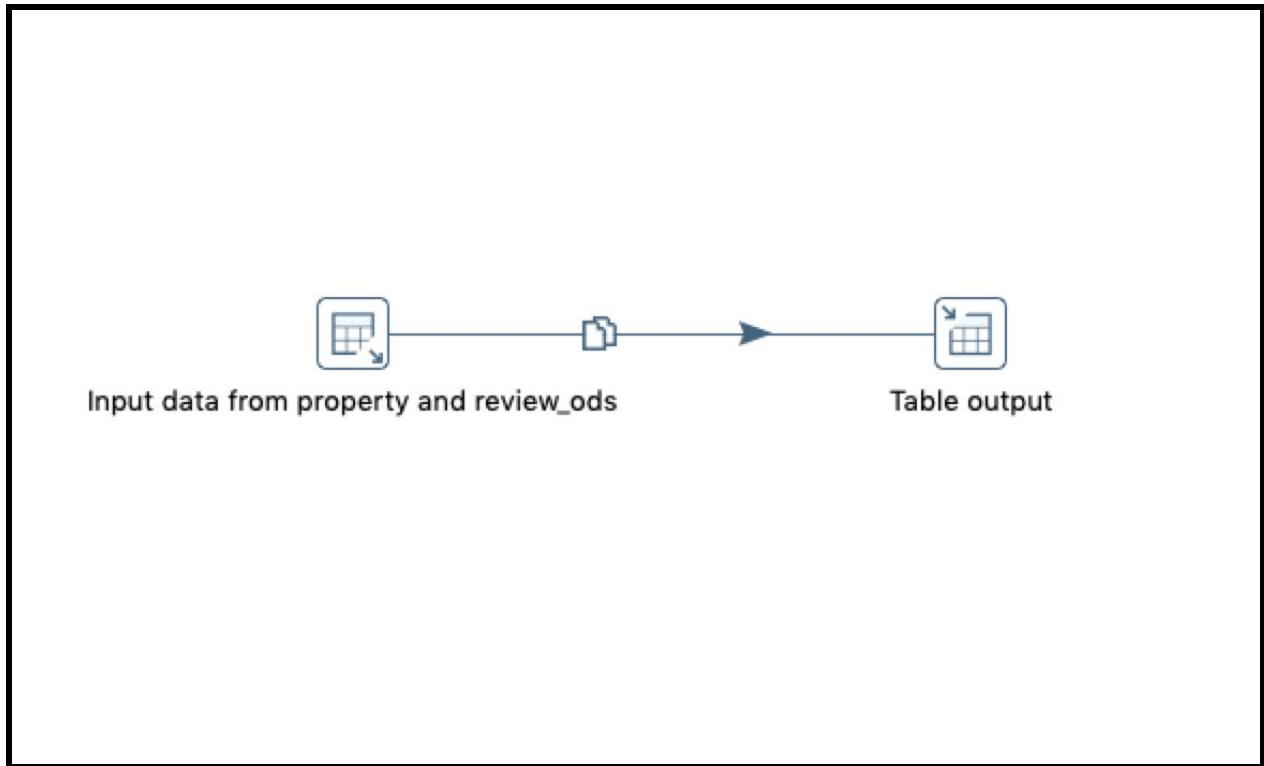 Input data from property and review_ods
Table output